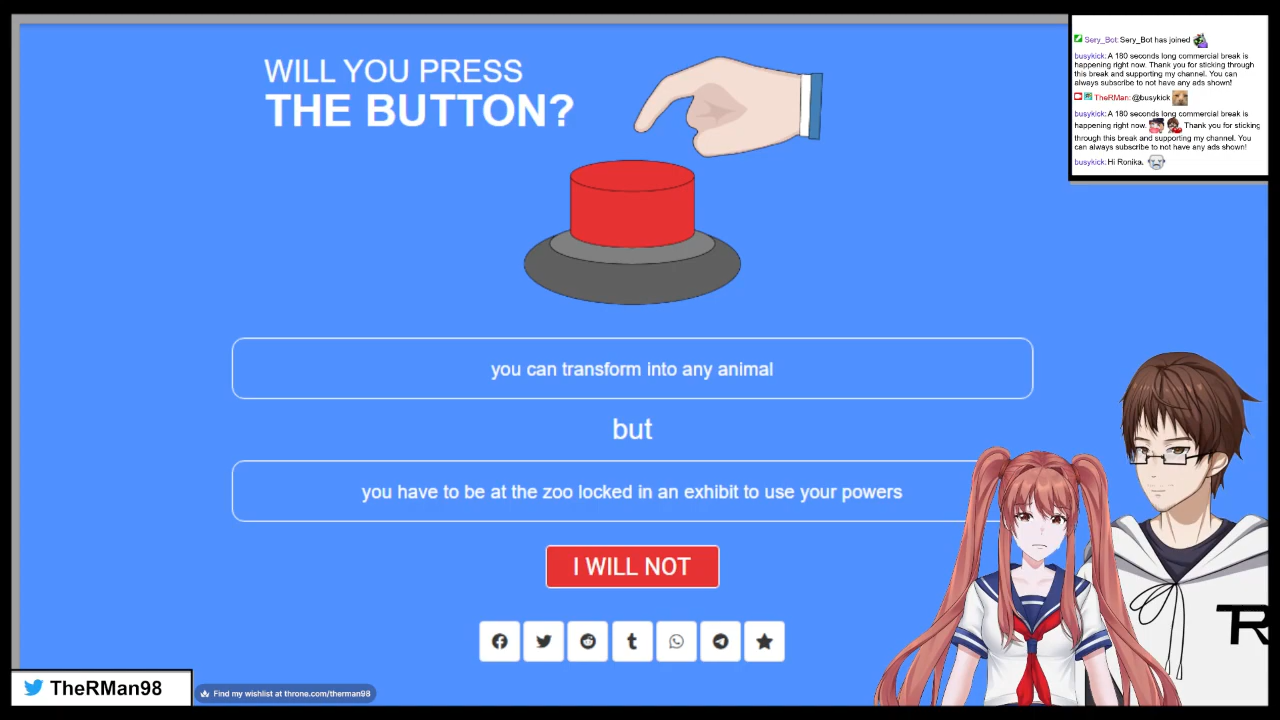 WILL YOU PRESS
THE BUTTON?
you can transform into any animal
but
you have to be at the zoo locked in an exhibit to use your powers
I WILL NOT
Sery_Bot: Sery_Bot has joined
busykick: A 180 seconds long commercial break is
happening right now. Thank you for sticking through
this break and supporting my channel. You can
always subscribe to not have any ads shown!
TheRMan: @busykick
busykick: A 180 seconds long commercial break is
happening right now. Thank you for sticking
through this break and supporting my channel. You
can always subscribe to not have any ads shown!
busykick: Hi Ronika.
TR
TheRMan98
Find my wishlist at throne.com/therman98